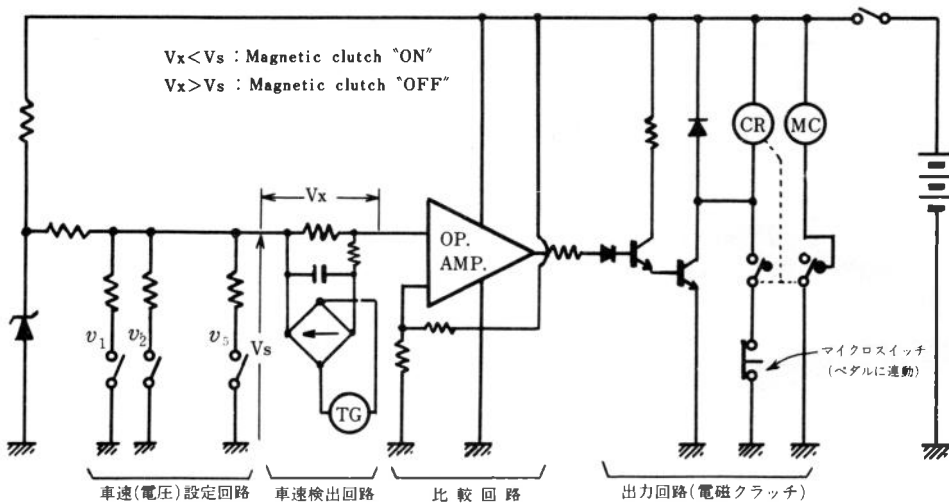 Vx<Vs : Magnetic clutch "ON"
Vx>Vs : Magnetic clutch "OFF"
CR
MC
Vx
OP.
AMP.
v1
v2
v5
Vs
TG
マイクロスイッチ
(ペダルに連動)
車速(電圧)設定回路
車速検出回路
比較回路
出力回路(電磁クラッチ)